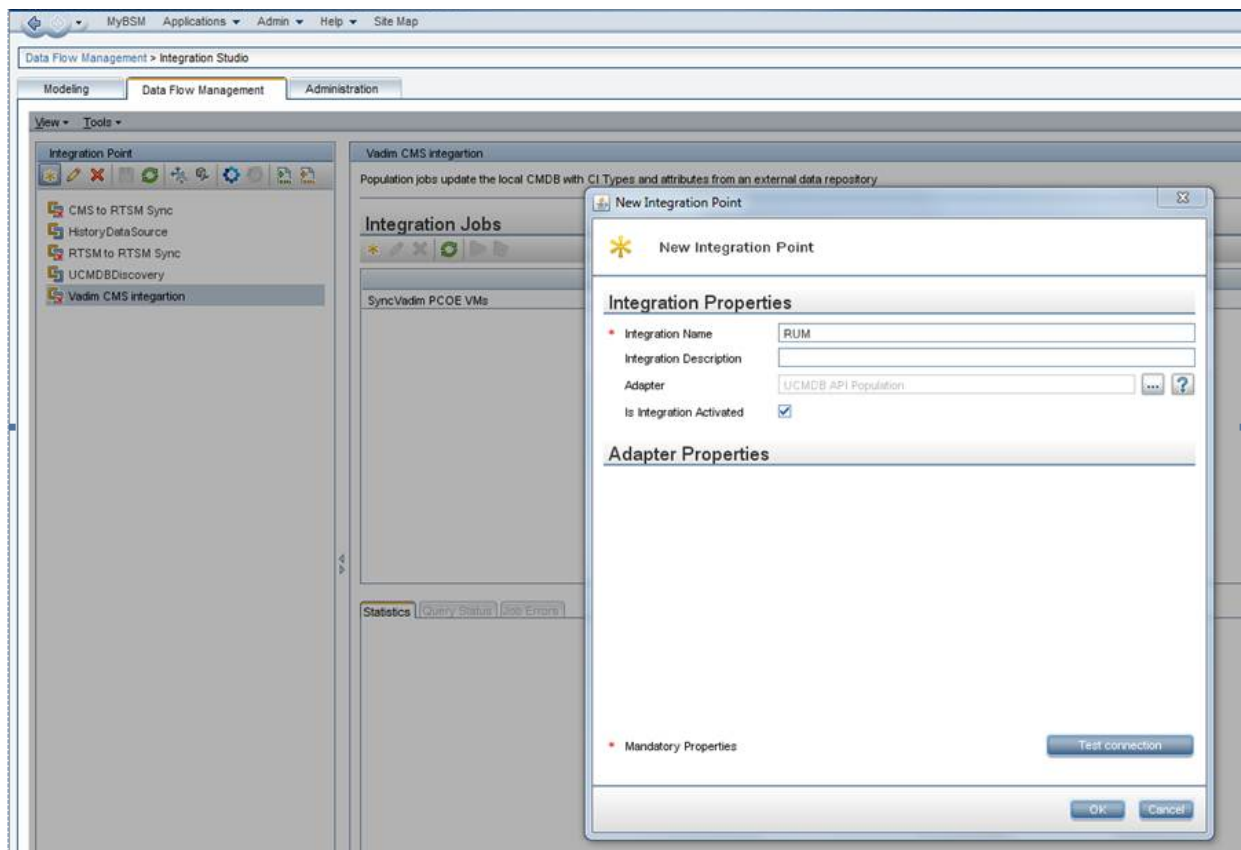 MyBSM Applications Admin Help Site Map
Data Flow Management > Integration Studio
Modeling Data Flow Management Administration
View Tools
Integration Point
CMS to RTSM Sync
HistoryDataSource
RTSM to RTSM Sync
UCMDBDiscovery
Vadim CMS integartion
Vadim CMS integartion
Population jobs update the local CMDB with CI Types and attributes from an external data repository
Integration Jobs
SyncVadim PCOE VMs
Statistics Query Status Job Errors
New Integration Point
New Integration Point
Integration Properties
* Integration Name RUM
Integration Description
Adapter UCMDB API Population ... ?
Is Integration Activated
Adapter Properties
* Mandatory Properties Test connection
OK Cancel